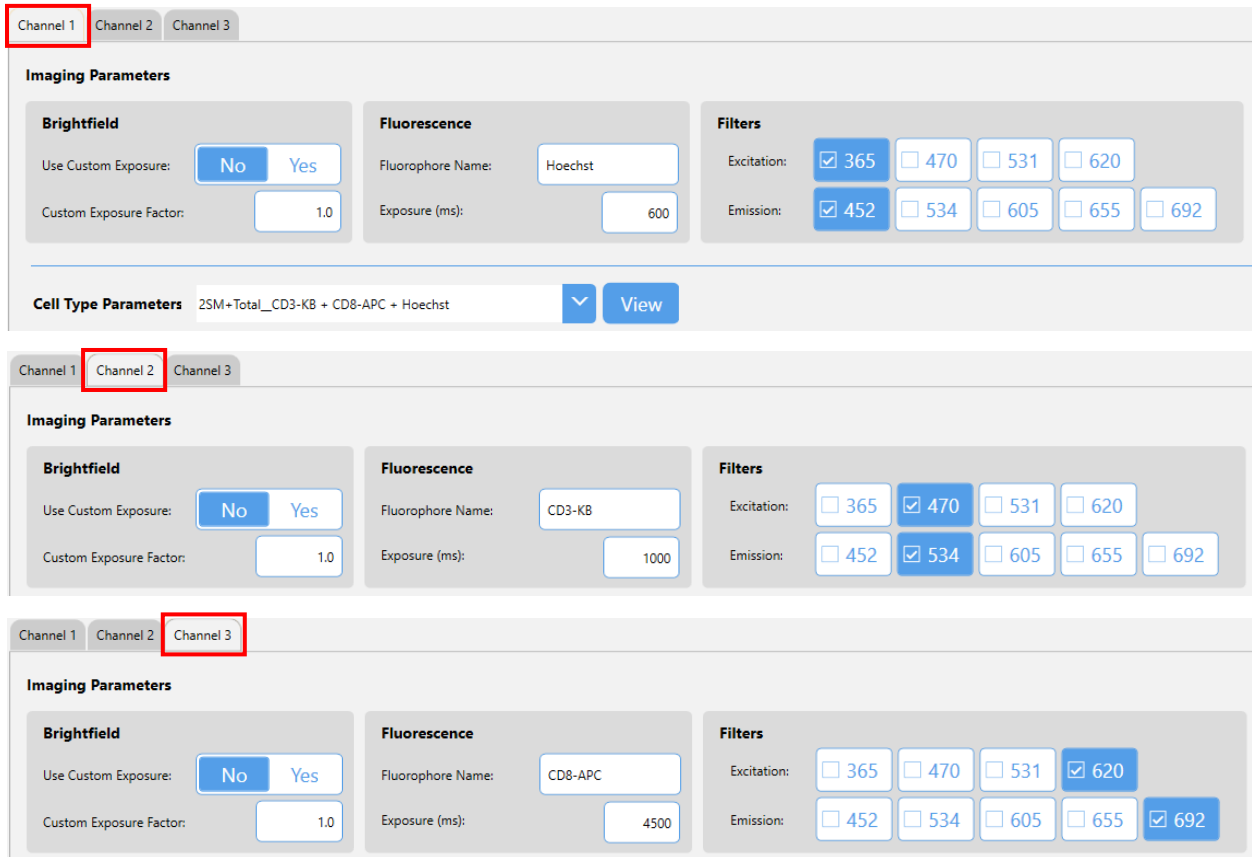 Channel 1 Channel 2 Channel 3
Imaging Parameters
Brightfield Fluorescence Filters
Use Custom Exposure: No Yes Fluorophore Name: Hoechst Excitation: 365 470 531 620
Custom Exposure Factor: 1.0 Exposure (ms): 600 Emission: 452 534 605 655 692
Cell Type Parameters 2SM+Total__CD3-KB + CD8-APC + Hoechst View
Channel 1 Channel 2 Channel 3
Imaging Parameters
Brightfield Fluorescence Filters
Use Custom Exposure: No Yes Fluorophore Name: CD3-KB Excitation: 365 470 531 620
Custom Exposure Factor: 1.0 Exposure (ms): 1000 Emission: 452 534 605 655 692
Channel 1 Channel 2 Channel 3
Imaging Parameters
Brightfield Fluorescence Filters
Use Custom Exposure: No Yes Fluorophore Name: CD8-APC Excitation: 365 470 531 620
Custom Exposure Factor: 1.0 Exposure (ms): 4500 Emission: 452 534 605 655 692